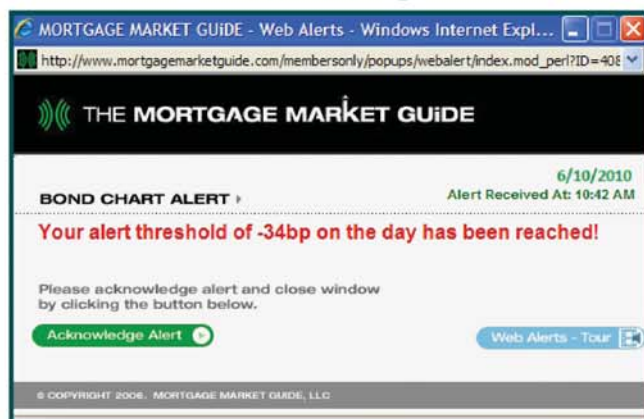 MORTGAGE MARKET GUiDE - Web Alerts - Windows Internet Expl...
http://www.mortgagemarketguide.com/membersonly/popups/webalert/index.mod_perl?ID=408
THE MORTGAGE MARKET GUiDE
6/10/2010
BOND CHART ALERT
Alert Received At: 10:42 AM
Your alert threshold of -34bp on the day has been reached!
Please acknowledge alert and close window
by clicking the button below.
Acknowledge Alert
Web Alerts - Tour
© COPYRIGHT 2006. MORTGAGE MARKET GUIDE, LLC